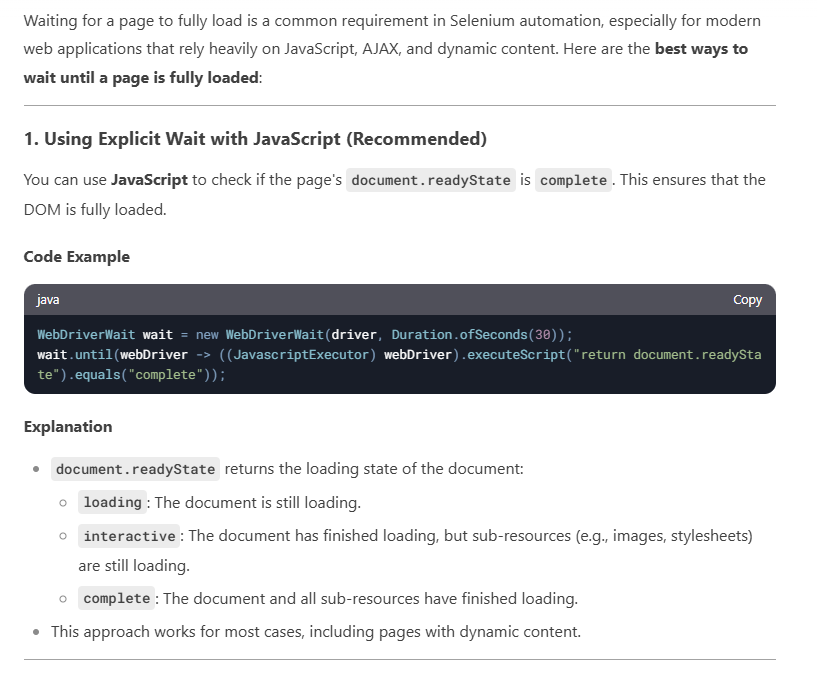 Waiting for a page to fully load is a common requirement in Selenium automation, especially for modern
web applications that rely heavily on JavaScript, AJAX, and dynamic content. Here are the best ways to
wait until a page is fully loaded:
1. Using Explicit Wait with JavaScript (Recommended)
You can use JavaScript to check if the page's document.readyState is complete. This ensures that the
DOM is fully loaded.
Code Example
java Copy
WebDriverWait wait = new WebDriverWait(driver, Duration.ofSeconds(30));
wait.until(webDriver -> ((JavascriptExecutor) webDriver).executeScript("return document.readySta
te").equals("complete"));
Explanation
• document.readyState returns the loading state of the document:
○ loading: The document is still loading.
○ interactive: The document has finished loading, but sub-resources (e.g., images, stylesheets)
are still loading.
○ complete: The document and all sub-resources have finished loading.
• This approach works for most cases, including pages with dynamic content.